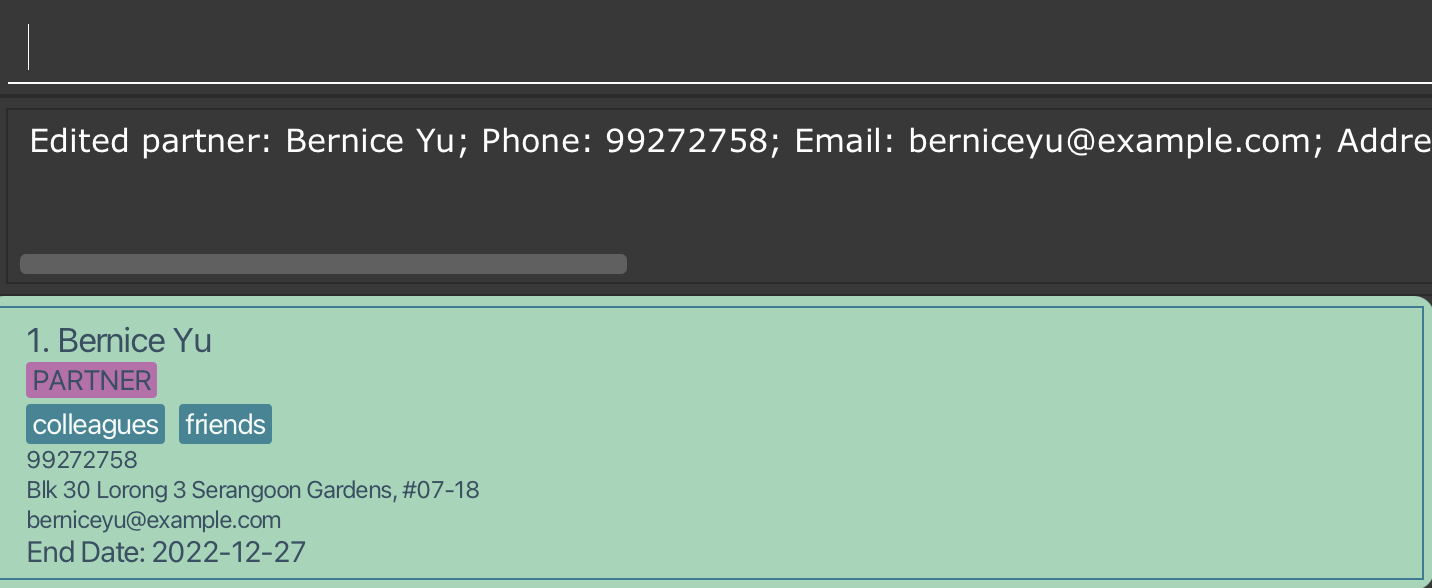 Edited partner: Bernice Yu; Phone: 99272758; Email: berniceyu@example.com; Addre
1. Bernice Yu
PARTNER
colleagues friends
99272758
Blk 30 Lorong 3 Serangoon Gardens, #07-18
berniceyu@example.com
End Date: 2022-12-27